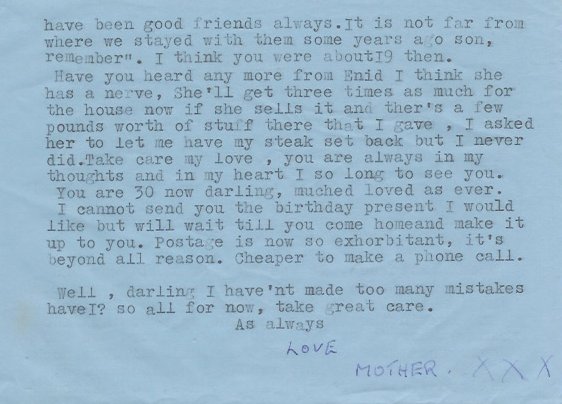 have been good friends always.It is not far from
where we stayed with them some years ago son,
remember". I think you were about19 then.
Have you heard any more from Enid I think she
has a nerve, She'll get three times as much for
the house now if she sells it and ther's a few
pounds worth of stuff there that I gave , I asked
her to let me have my steak set back but I never
did.Take care my love , you are always in my
thoughts and in my heart I so long to see you.
You are 30 now darling, muched loved as ever.
I cannot send you the birthday present I would
like but will wait till you come homeand make it
up to you. Postage is now so exhorbitant, it's
beyond all reason. Cheaper to make a phone call.
Well , darling I have'nt made too many mistakes
haveI? so all for now, take great care.
As always
LOVE
MOTHER. X X X